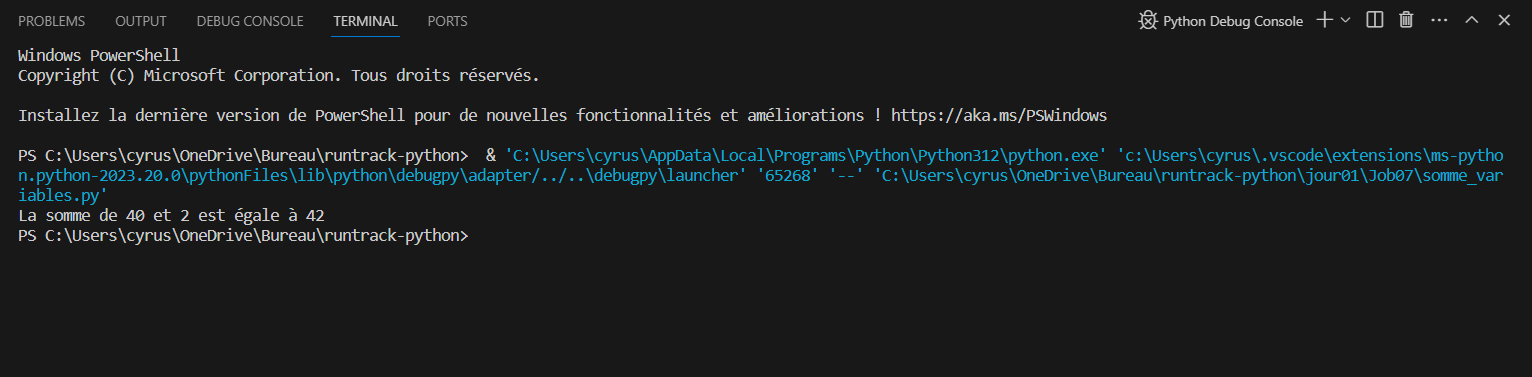 PROBLEMS OUTPUT DEBUG CONSOLE TERMINAL PORTS Python Debug Console
Windows PowerShell
Copyright (C) Microsoft Corporation. Tous droits réservés.
Installez la dernière version de PowerShell pour de nouvelles fonctionnalités et améliorations ! https://aka.ms/PSWindows
PS C:\Users\cyrus\OneDrive\Bureau\runtrack-python>  & 'C:\Users\cyrus\AppData\Local\Programs\Python\Python312\python.exe' 'c:\Users\cyrus\.vscode\extensions\ms-pytho
n.python-2023.20.0\pythonFiles\lib\python\debugpy\adapter/../..\debugpy\launcher' '65268' '--' 'C:\Users\cyrus\OneDrive\Bureau\runtrack-python\jour01\Job07\somme_var
iables.py'
La somme de 40 et 2 est égale à 42
PS C:\Users\cyrus\OneDrive\Bureau\runtrack-python>